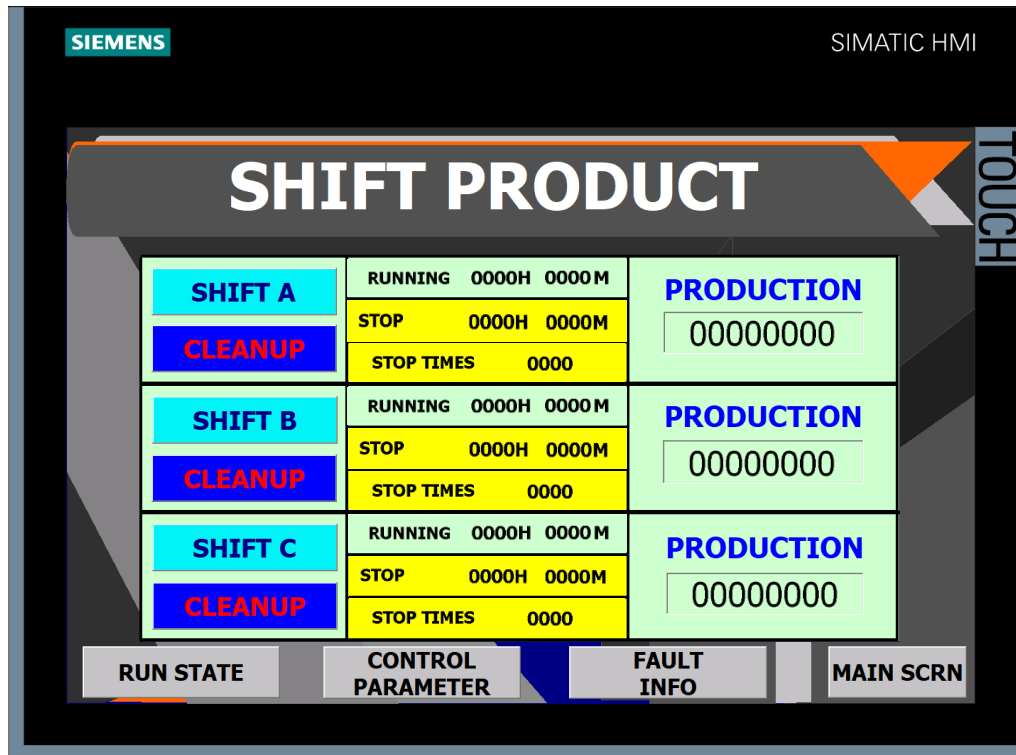 SIEMENS
SIMATIC HMI
TOUCH
SHIFT PRODUCT
SHIFT A
CLEANUP
RUNNING 0000H 0000M
STOP 0000H 0000M
STOP TIMES 0000
PRODUCTION
00000000
SHIFT B
CLEANUP
RUNNING 0000H 0000M
STOP 0000H 0000M
STOP TIMES 0000
PRODUCTION
00000000
SHIFT C
CLEANUP
RUNNING 0000H 0000M
STOP 0000H 0000M
STOP TIMES 0000
PRODUCTION
00000000
RUN STATE
CONTROL
PARAMETER
FAULT
INFO
MAIN SCRN